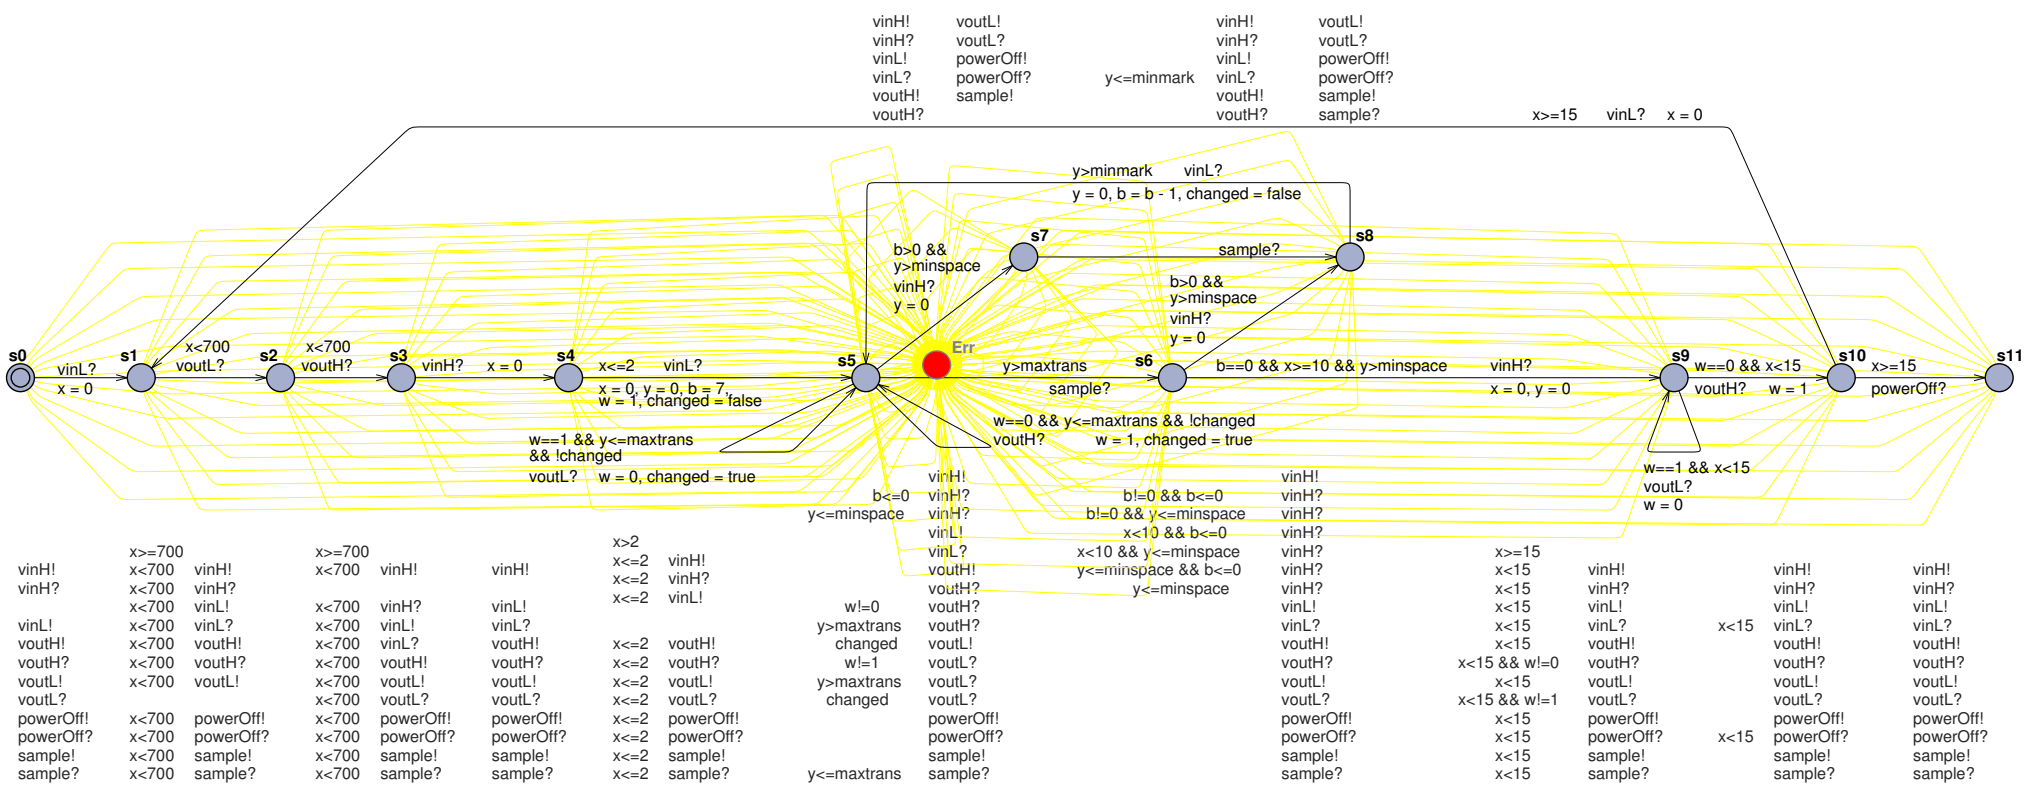 vinH! voutL! vinH! voutL!
vinH? voutL? vinH? voutL?
vinL! powerOff! vinL! powerOff!
vinL? powerOff? y<=minmark vinL? powerOff?
voutH! sample! voutH! sample!
voutH? voutH? sample? x>=15 vinL? x = 0
y>minmark vinL?
y = 0, b = b - 1, changed = false
s7 s8
b>0 &&
y>minspace
vinH?
y = 0
sample?
b>0 &&
y>minspace
vinH?
y = 0
Err
s0 s1 s2 s3 s4 s5 s6 s9 s10 s11
vinL?
x = 0
x<700
voutL?
x<700
voutH?
vinH? x = 0
x<=2 vinL?
x = 0, y = 0, b = 7,
w = 1, changed = false
y>maxtrans
sample?
b==0 && x>=10 && y>minspace vinH?
x = 0, y = 0
w==0 && x<15
voutH? w = 1
x>=15
powerOff?
w==1 && y<=maxtrans
&& !changed
voutL? w = 0, changed = true
w==0 && y<=maxtrans && !changed
voutH? w = 1, changed = true
w==1 && x<15
voutL?
w = 0
vinH! vinH!
b<=0 vinH? b!=0 && b<=0 vinH?
y<=minspace vinH? b!=0 && y<=minspace vinH?
vinL! x<10 && b<=0 vinH?
x>2
x>=700 x>=700 vinL? x<10 && y<=minspace vinH? x>=15
x<=2 vinH!
vinH! x<700 vinH! x<700 vinH! vinH! voutH! y<=minspace && b<=0 vinH? x<15 vinH! vinH! vinH!
x<=2 vinH?
vinH? x<700 vinH? voutH? y<=minspace vinH? x<15 vinH? vinH? vinH?
x<=2 vinL!
x<700 vinL! x<700 vinH? vinL! w!=0 voutH? vinL! x<15 vinL! vinL! vinL!
vinL! x<700 vinL? x<700 vinL! vinL? y>maxtrans voutH? vinL? x<15 vinL? x<15 vinL? vinL?
voutH! x<700 voutH! x<700 vinL? voutH! x<=2 voutH! changed voutL! voutH! x<15 voutH! voutH! voutH!
voutH? x<700 voutH? x<700 voutH! voutH? x<=2 voutH? w!=1 voutL? voutH? x<15 && w!=0 voutH? voutH? voutH?
voutL! x<700 voutL! x<700 voutL! voutL! x<=2 voutL! y>maxtrans voutL? voutL! x<15 voutL! voutL! voutL!
voutL? x<700 voutL? voutL? x<=2 voutL? changed voutL? voutL? x<15 && w!=1 voutL? voutL? voutL?
powerOff! x<700 powerOff! x<700 powerOff! powerOff! x<=2 powerOff! powerOff! powerOff! x<15 powerOff! powerOff! powerOff!
powerOff? x<700 powerOff? x<700 powerOff? powerOff? x<=2 powerOff? powerOff? powerOff? x<15 powerOff? x<15 powerOff? powerOff?
sample! x<700 sample! x<700 sample! sample! x<=2 sample! sample! sample! x<15 sample! sample! sample!
sample? x<700 sample? x<700 sample? sample? x<=2 sample? y<=maxtrans sample? sample? x<15 sample? sample? sample?